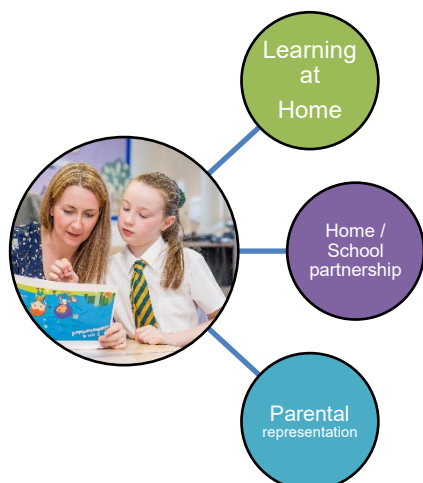 Learning
at
Home
Home /
School
partnership
Parental
representation